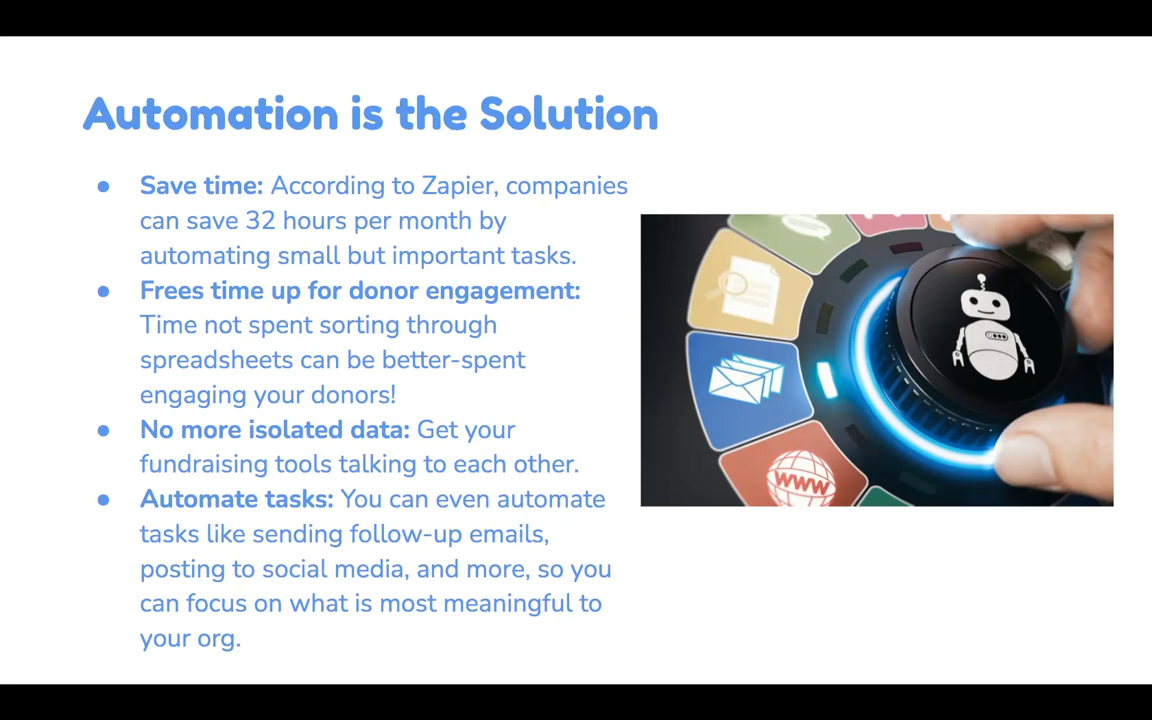 Automation is the Solution
● Save time: According to Zapier, companies
can save 32 hours per month by
automating small but important tasks.
● Frees time up for donor engagement:
Time not spent sorting through
spreadsheets can be better-spent
engaging your donors!
● No more isolated data: Get your
fundraising tools talking to each other.
● Automate tasks: You can even automate
tasks like sending follow-up emails,
posting to social media, and more, so you
can focus on what is most meaningful to
your org.
WWW